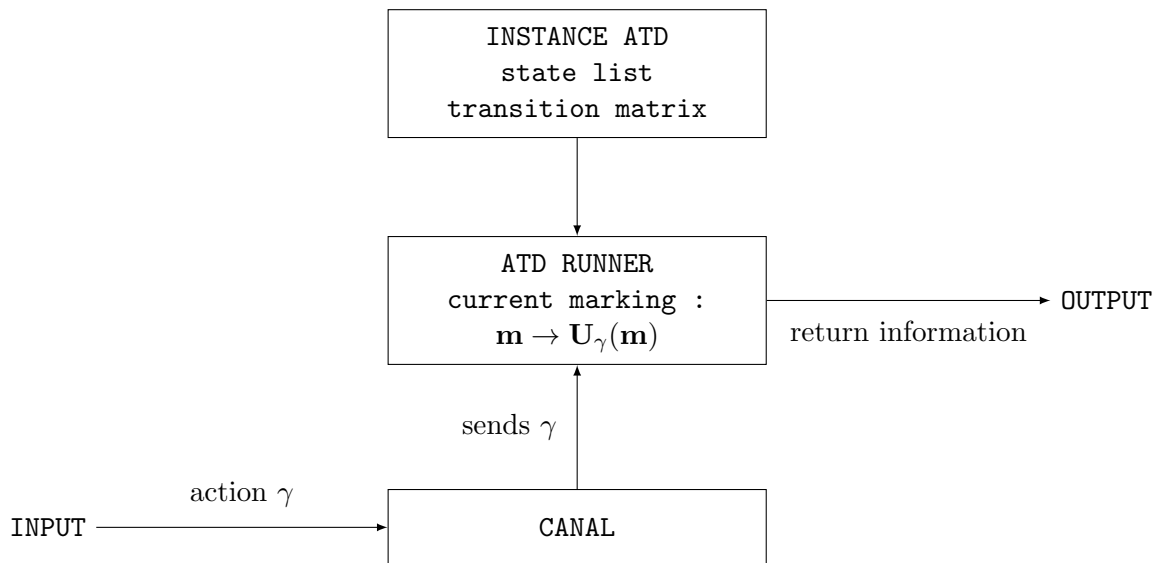 INSTANCE ATD
state list
transition matrix
ATD RUNNER
current marking :
m → U_γ(m)
OUTPUT
return information
sends γ
action γ
INPUT
CANAL